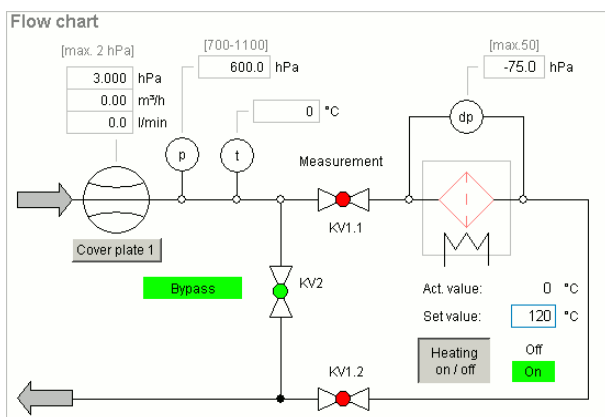 Flow chart
[max. 2 hPa]
3.000 hPa
0.00 m³/h
0.0 l/min
[700-1100]
600.0 hPa
[max.50]
-75.0 hPa
0 °C
dp
p
t
Measurement
KV1.1
Cover plate 1
Bypass
KV2
Act. value: 0 °C
Set value: 120 °C
Heating
on / off
Off
On
KV1.2